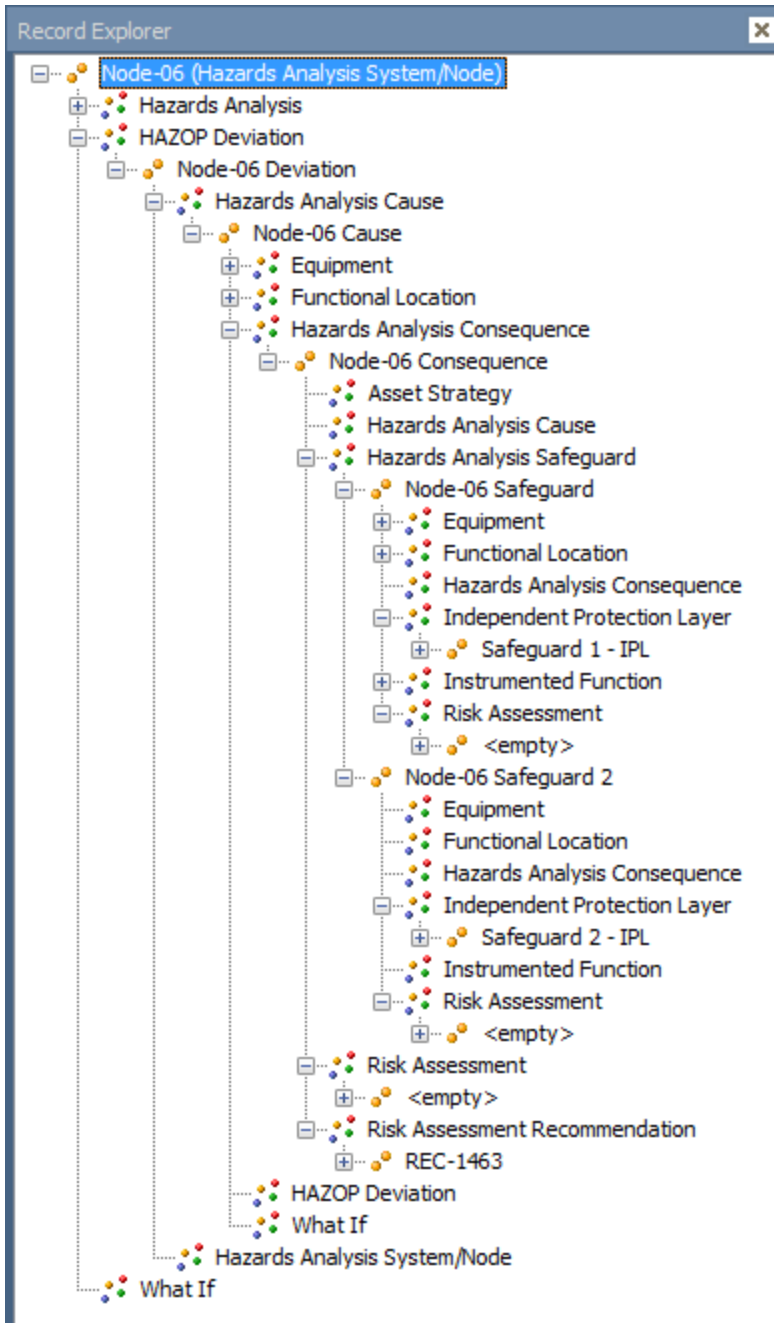 Record Explorer
Node-06 (Hazards Analysis System/Node)
Hazards Analysis
HAZOP Deviation
Node-06 Deviation
Hazards Analysis Cause
Node-06 Cause
Equipment
Functional Location
Hazards Analysis Consequence
Node-06 Consequence
Asset Strategy
Hazards Analysis Cause
Hazards Analysis Safeguard
Node-06 Safeguard
Equipment
Functional Location
Hazards Analysis Consequence
Independent Protection Layer
Safeguard 1 - IPL
Instrumented Function
Risk Assessment
<empty>
Node-06 Safeguard 2
Equipment
Functional Location
Hazards Analysis Consequence
Independent Protection Layer
Safeguard 2 - IPL
Instrumented Function
Risk Assessment
<empty>
Risk Assessment
<empty>
Risk Assessment Recommendation
REC-1463
HAZOP Deviation
What If
Hazards Analysis System/Node
What If